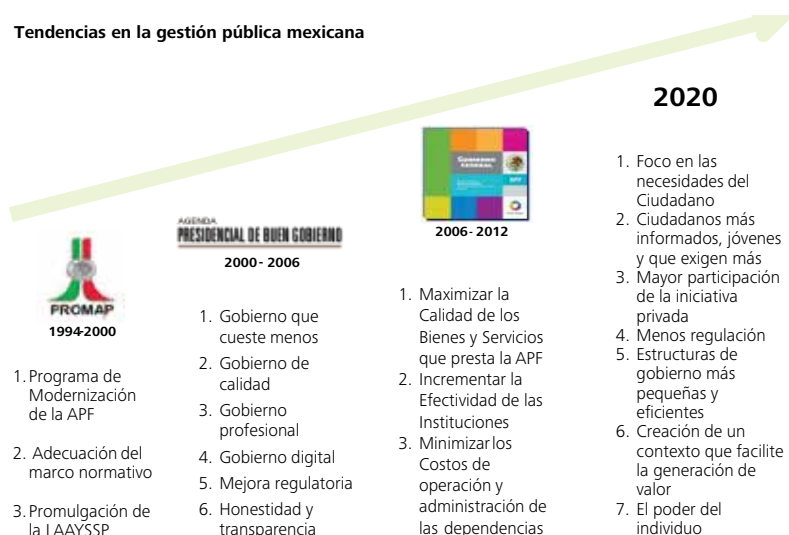 Tendencias en la gestión pública mexicana
PROMAP
1994-2000
1. Programa de
Modernización
de la APF
2. Adecuación del
marco normativo
3. Promulgación de
la LAAYSSP
AGENDA
PRESIDENCIAL DE BUEN GOBIERNO
2000 - 2006
1. Gobierno que
cueste menos
2. Gobierno de
calidad
3. Gobierno
profesional
4. Gobierno digital
5. Mejora regulatoria
6. Honestidad y
transparencia
GOBIERNO
FEDERAL
2006 - 2012
1. Maximizar la
Calidad de los
Bienes y Servicios
que presta la APF
2. Incrementar la
Efectividad de las
Instituciones
3. Minimizar los
Costos de
operación y
administración de
las dependencias
2020
1. Foco en las
necesidades del
Ciudadano
2. Ciudadanos más
informados, jóvenes
y que exigen más
3. Mayor participación
de la iniciativa
privada
4. Menos regulación
5. Estructuras de
gobierno más
pequeñas y
eficientes
6. Creación de un
contexto que facilite
la generación de
valor
7. El poder del
individuo